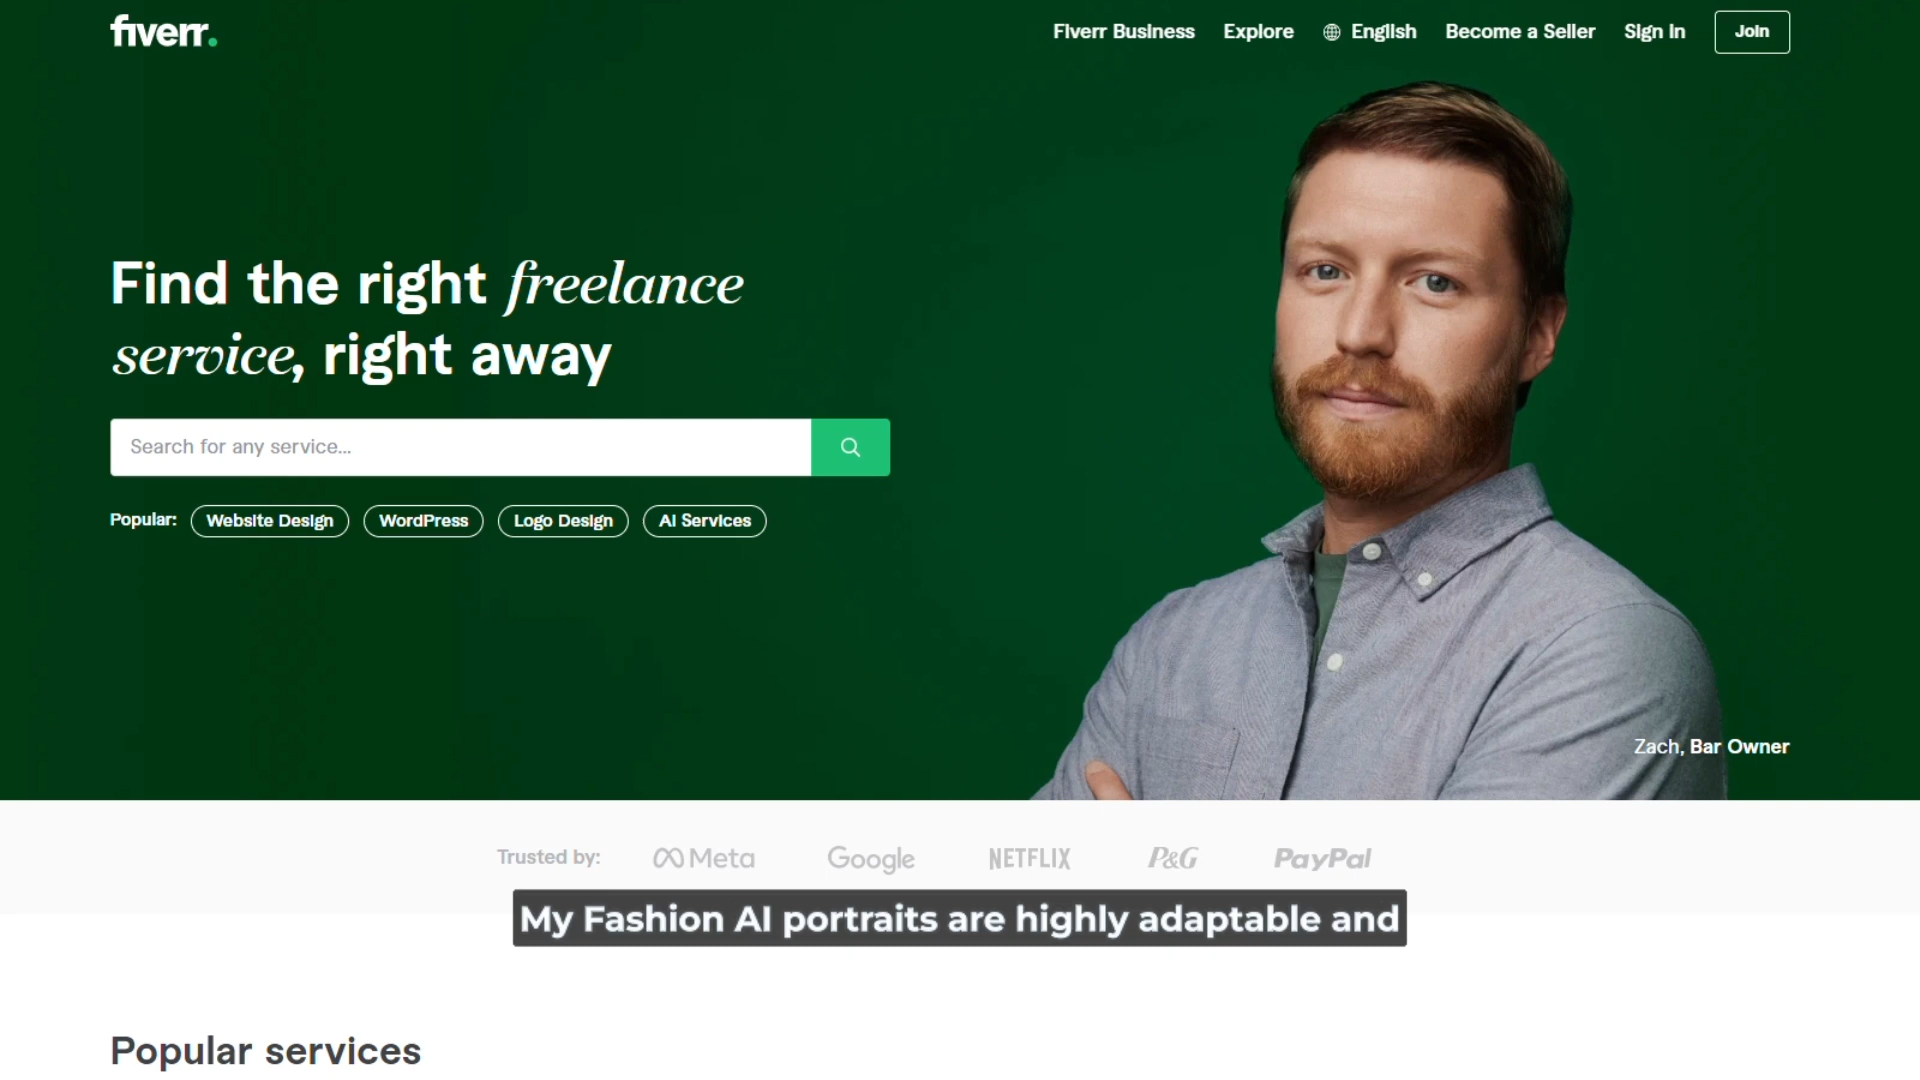 fiverr.
Fiverr Business
Explore
English
Become a Seller
Sign in
Join
Find the right freelance
service, right away
Search for any service...
Popular:
Website Design
WordPress
Logo Design
AI Services
Zach, Bar Owner
Trusted by:
Meta
Google
NETFLIX
P&G
PayPal
My Fashion AI portraits are highly adaptable and
Popular services